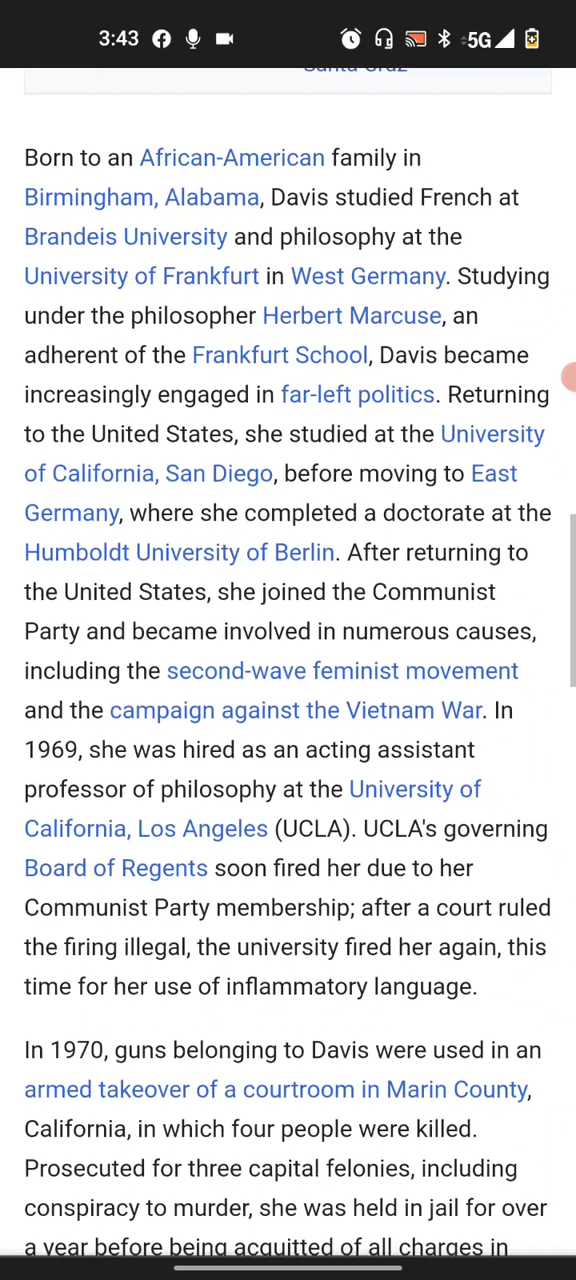 3:43 5G
Santa Cruz
Born to an African-American family in
Birmingham, Alabama, Davis studied French at
Brandeis University and philosophy at the
University of Frankfurt in West Germany. Studying
under the philosopher Herbert Marcuse, an
adherent of the Frankfurt School, Davis became
increasingly engaged in far-left politics. Returning
to the United States, she studied at the University
of California, San Diego, before moving to East
Germany, where she completed a doctorate at the
Humboldt University of Berlin. After returning to
the United States, she joined the Communist
Party and became involved in numerous causes,
including the second-wave feminist movement
and the campaign against the Vietnam War. In
1969, she was hired as an acting assistant
professor of philosophy at the University of
California, Los Angeles (UCLA). UCLA's governing
Board of Regents soon fired her due to her
Communist Party membership; after a court ruled
the firing illegal, the university fired her again, this
time for her use of inflammatory language.
In 1970, guns belonging to Davis were used in an
armed takeover of a courtroom in Marin County,
California, in which four people were killed.
Prosecuted for three capital felonies, including
conspiracy to murder, she was held in jail for over
a year before being acquitted of all charges in